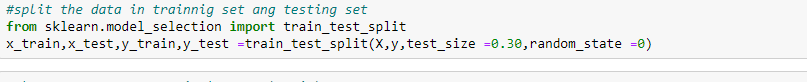 #split the data in trainnig set ang testing set
from sklearn.model_selection import train_test_split
x_train,x_test,y_train,y_test =train_test_split(X,y,test_size =0.30,random_state =0)